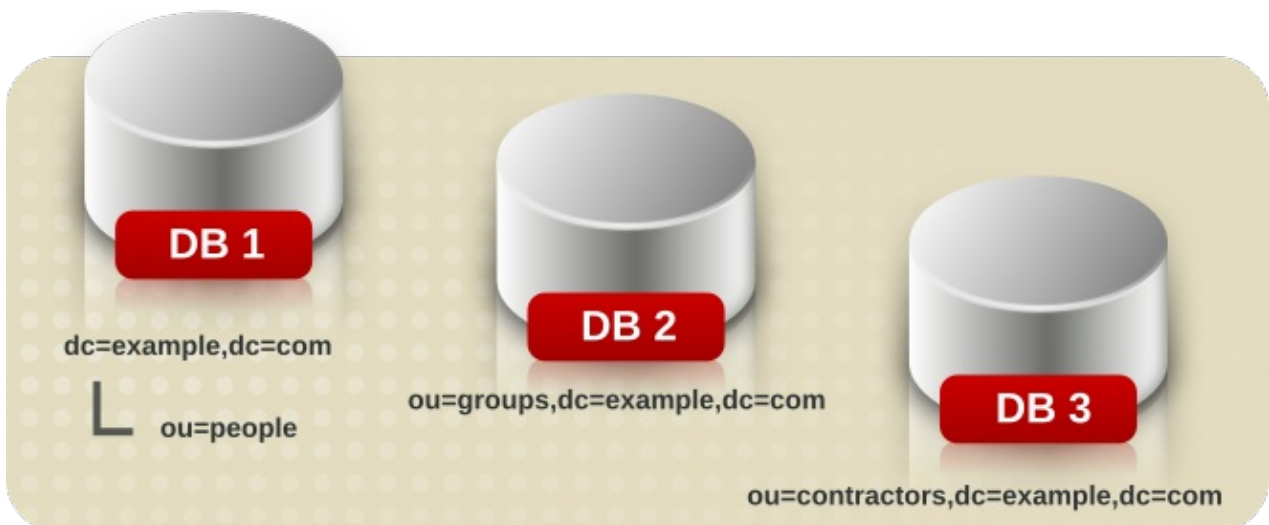 DB 1
dc=example,dc=com
ou=people
DB 2
ou=groups,dc=example,dc=com
DB 3
ou=contractors,dc=example,dc=com